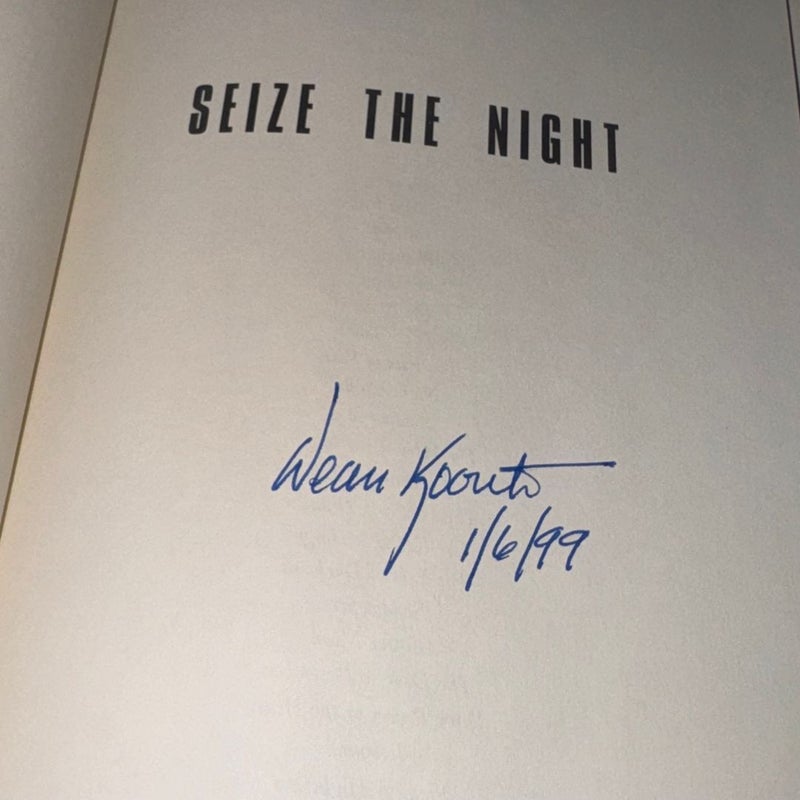 SEIZE THE NIGHT
Dean Koontz
1/6/99